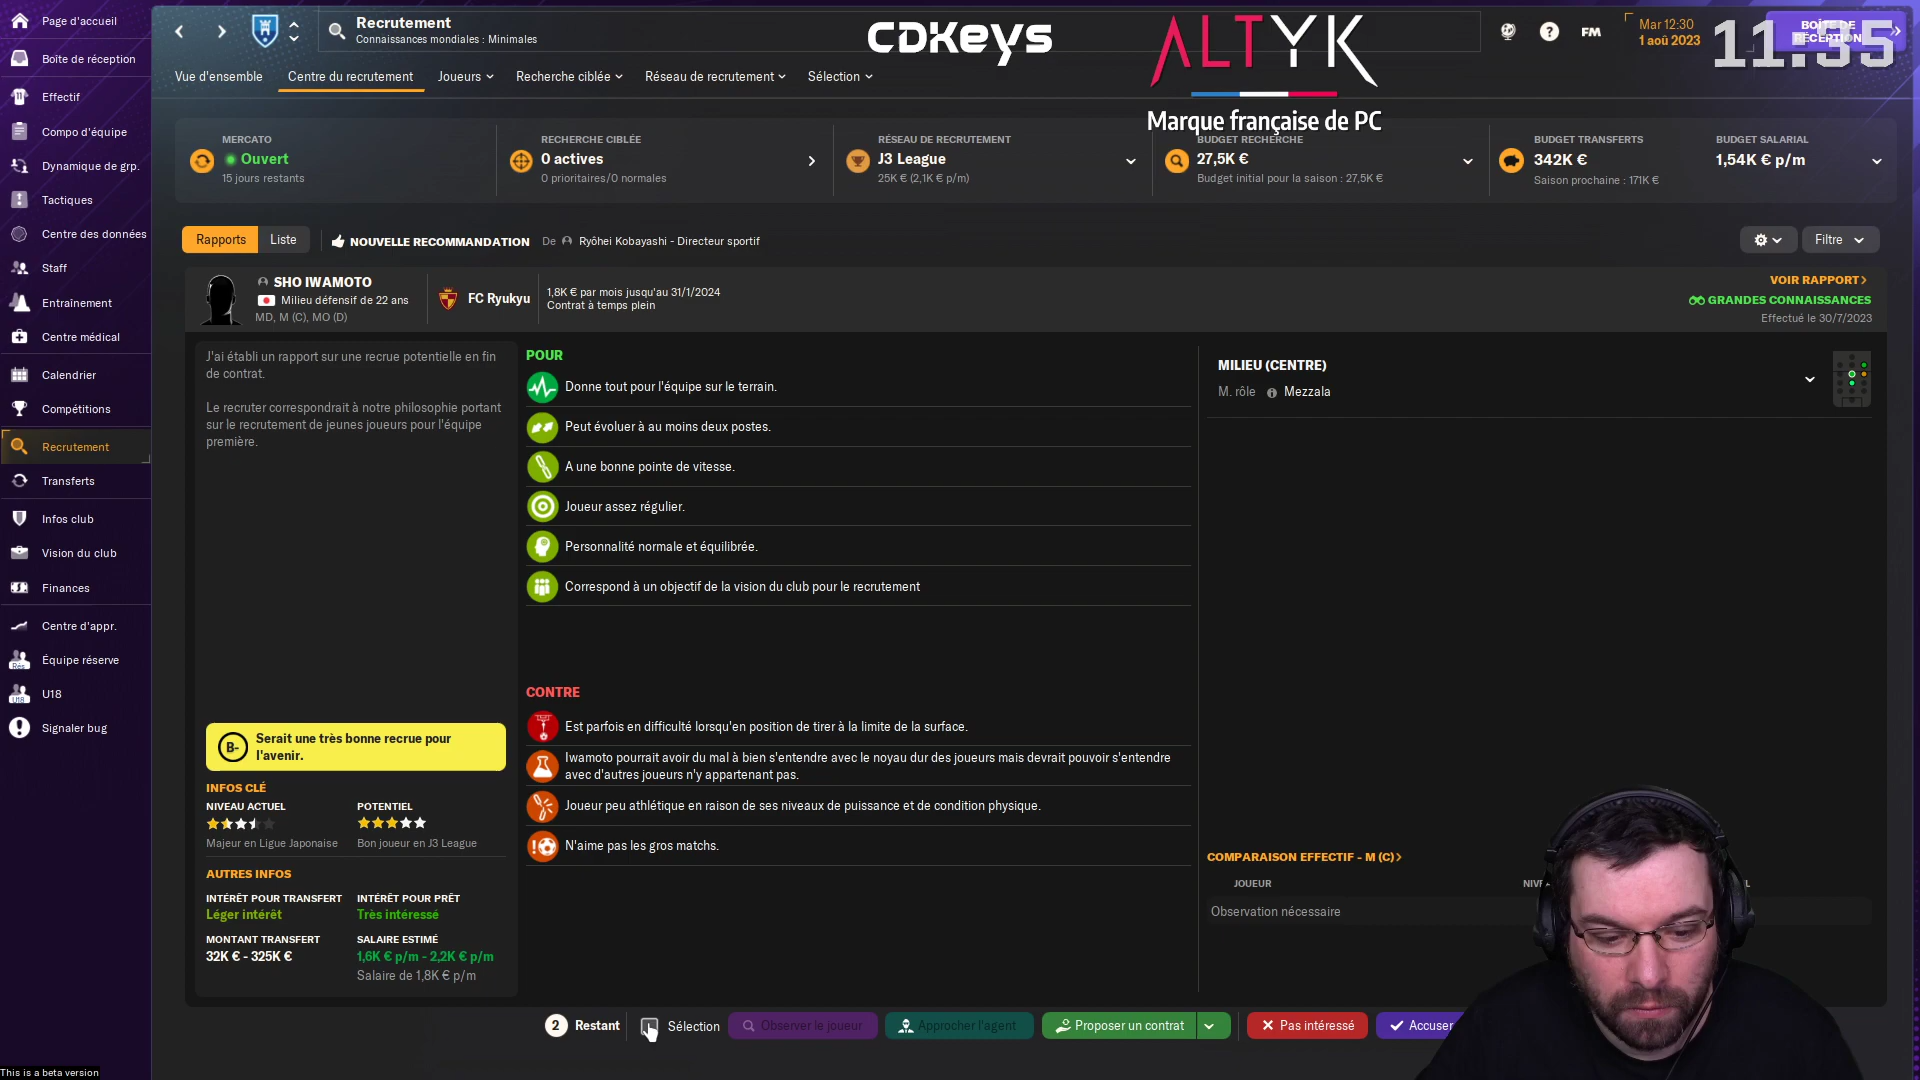 Page d'accueil
Boîte de réception
Effectif
Compo d'équipe
Dynamique de grp.
Tactiques
Centre des données
Staff
Entraînement
Centre médical
Calendrier
Compétitions
Recrutement
Transferts
Infos club
Vision du club
Finances
Centre d'appr.
Équipe réserve
U18
Signaler bug
This is a beta version
Recrutement
Connaissances mondiales : Minimales
CDKeys
ALTYK
Marque française de PC
FM
Mar 12:30
1 aoû 2023
BOÎTE DE
RÉCEPTION
11:35
Vue d'ensemble
Centre du recrutement
Joueurs
Recherche ciblée
Réseau de recrutement
Sélection
MERCATO
Ouvert
15 jours restants
RECHERCHE CIBLÉE
0 actives
0 prioritaires/0 normales
RÉSEAU DE RECRUTEMENT
J3 League
25K € (2,1K € p/m)
BUDGET RECHERCHE
27,5K €
Budget initial pour la saison : 27,5K €
BUDGET TRANSFERTS
342K €
Saison prochaine : 171K €
BUDGET SALARIAL
1,54K € p/m
Rapports
Liste
NOUVELLE RECOMMANDATION
De Ryôhei Kobayashi - Directeur sportif
Filtre
SHO IWAMOTO
Milieu défensif de 22 ans
MD, M (C), MO (D)
FC Ryukyu
1,8K € par mois jusqu'au 31/1/2024
Contrat à temps plein
VOIR RAPPORT
GRANDES CONNAISSANCES
Effectué le 30/7/2023
J'ai établi un rapport sur une recrue potentielle en fin
de contrat.
Le recruter correspondrait à notre philosophie portant
sur le recrutement de jeunes joueurs pour l'équipe
première.
B-
Serait une très bonne recrue pour
l'avenir.
INFOS CLÉ
NIVEAU ACTUEL
Majeur en Ligue Japonaise
POTENTIEL
Bon joueur en J3 League
AUTRES INFOS
INTÉRÊT POUR TRANSFERT
Léger intérêt
INTÉRÊT POUR PRÊT
Très intéressé
MONTANT TRANSFERT
32K € - 325K €
SALAIRE ESTIMÉ
1,6K € p/m - 2,2K € p/m
Salaire de 1,8K € p/m
POUR
Donne tout pour l'équipe sur le terrain.
Peut évoluer à au moins deux postes.
A une bonne pointe de vitesse.
Joueur assez régulier.
Personnalité normale et équilibrée.
Correspond à un objectif de la vision du club pour le recrutement
CONTRE
Est parfois en difficulté lorsqu'en position de tirer à la limite de la surface.
Iwamoto pourrait avoir du mal à bien s'entendre avec le noyau dur des joueurs mais devrait pouvoir s'entendre
avec d'autres joueurs n'y appartenant pas.
Joueur peu athlétique en raison de ses niveaux de puissance et de condition physique.
N'aime pas les gros matchs.
MILIEU (CENTRE)
M. rôle Mezzala
COMPARAISON EFFECTIF - M (C)
JOUEUR
Observation nécessaire
2 Restant
Sélection
Observer le joueur
Approcher l'agent
Proposer un contrat
Pas intéressé
Accuser